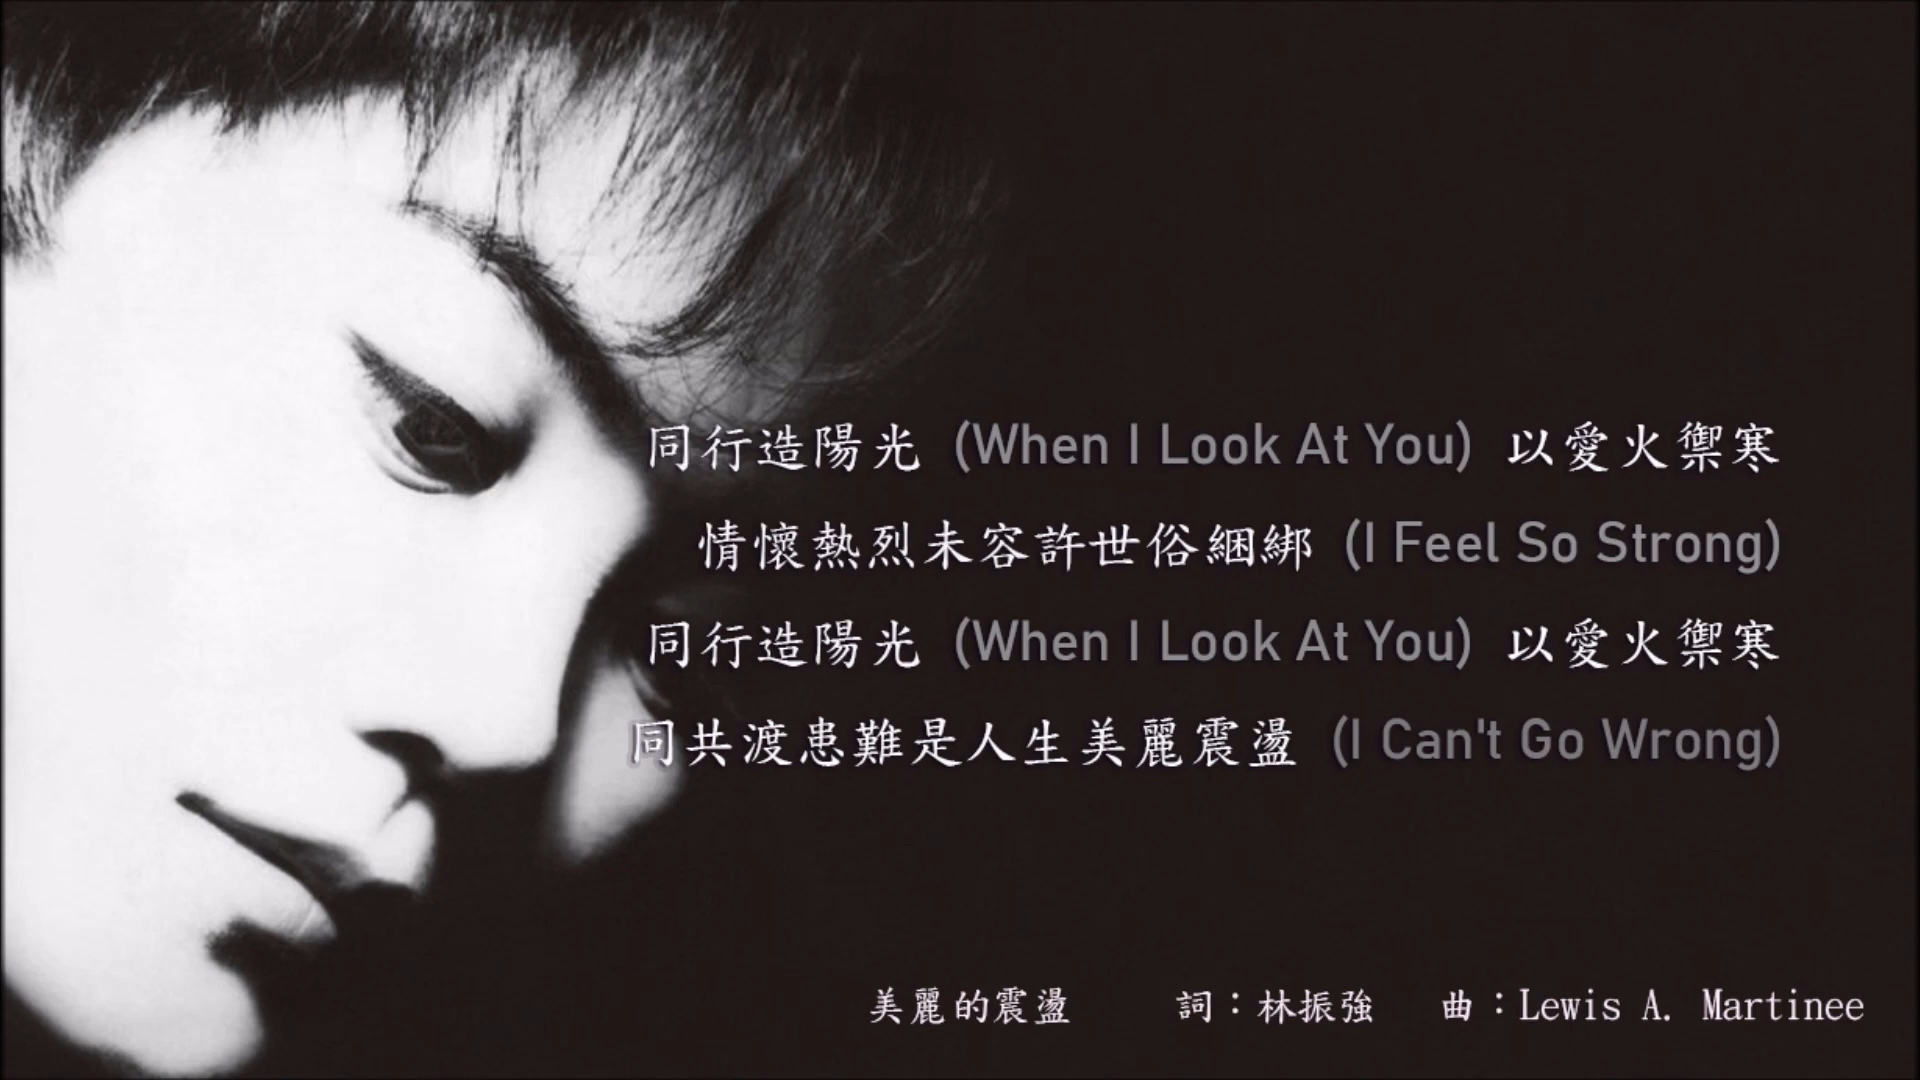 同行造陽光 (When I Look At You) 以愛火禦寒
情懷熱烈未容許世俗綑綁 (I Feel So Strong)
同行造陽光 (When I Look At You) 以愛火禦寒
同共渡患難是人生美麗震盪 (I Can't Go Wrong)
美麗的震盪 詞：林振強 曲：Lewis A. Martinee